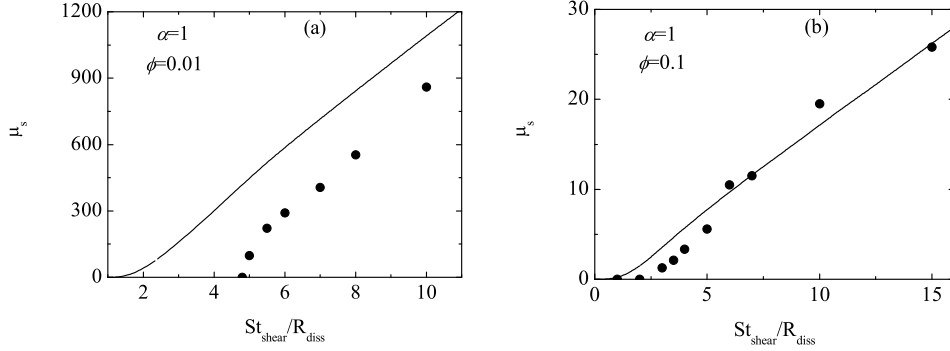 1200
900
600
300
0
μs
α=1
ϕ=0.01
(a)
2
4
6
8
10
Stshear/Rdiss
30
20
10
0
μs
α=1
ϕ=0.1
(b)
0
5
10
15
Stshear/Rdiss